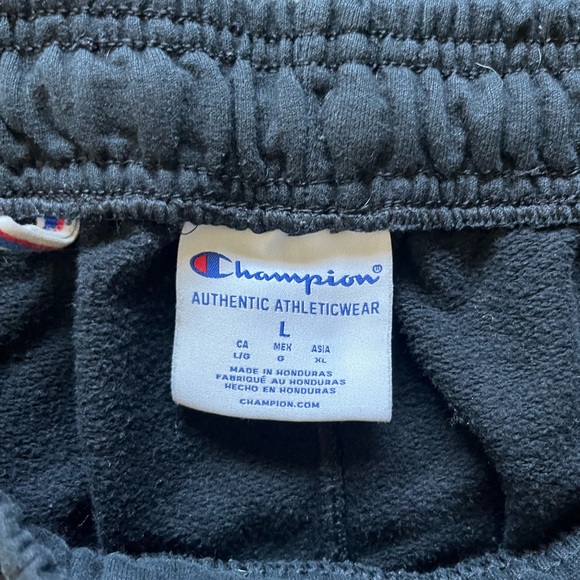 Champion®
AUTHENTIC ATHLETICWEAR
L
CA MEX ASIA
L/G G XL
MADE IN HONDURAS
FABRIQUÉ AU HONDURAS
HECHO EN HONDURAS
CHAMPION.COM